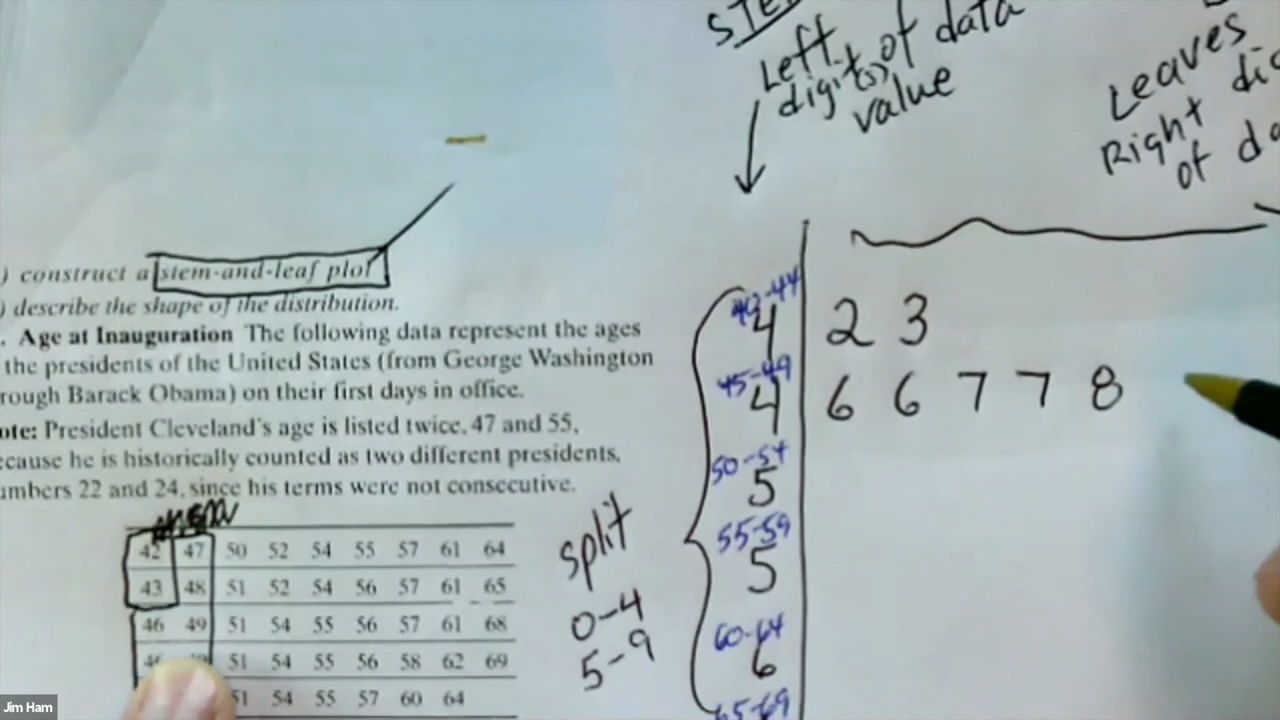 STE
Left
digit(s) of data
value
Leaves
Right di
of da
) construct a stem-and-leaf plot
) describe the shape of the distribution.
. Age at Inauguration The following data represent the ages
the presidents of the United States (from George Washington
rough Barack Obama) on their first days in office.
ote: President Cleveland's age is listed twice, 47 and 55,
ecause he is historically counted as two different presidents,
umbers 22 and 24, since his terms were not consecutive.
42 47 50 52 54 55 57 61 64
43 48 51 52 54 56 57 61 65
46 49 51 54 55 56 57 61 68
51 54 55 56 58 62 69
51 54 55 57 60 64
split
0-4
5-9
40-44
4 2 3
45-49
4 6 6 7 7 8
50-54
5
55-59
5
60-64
6
65-69
Jim Ham